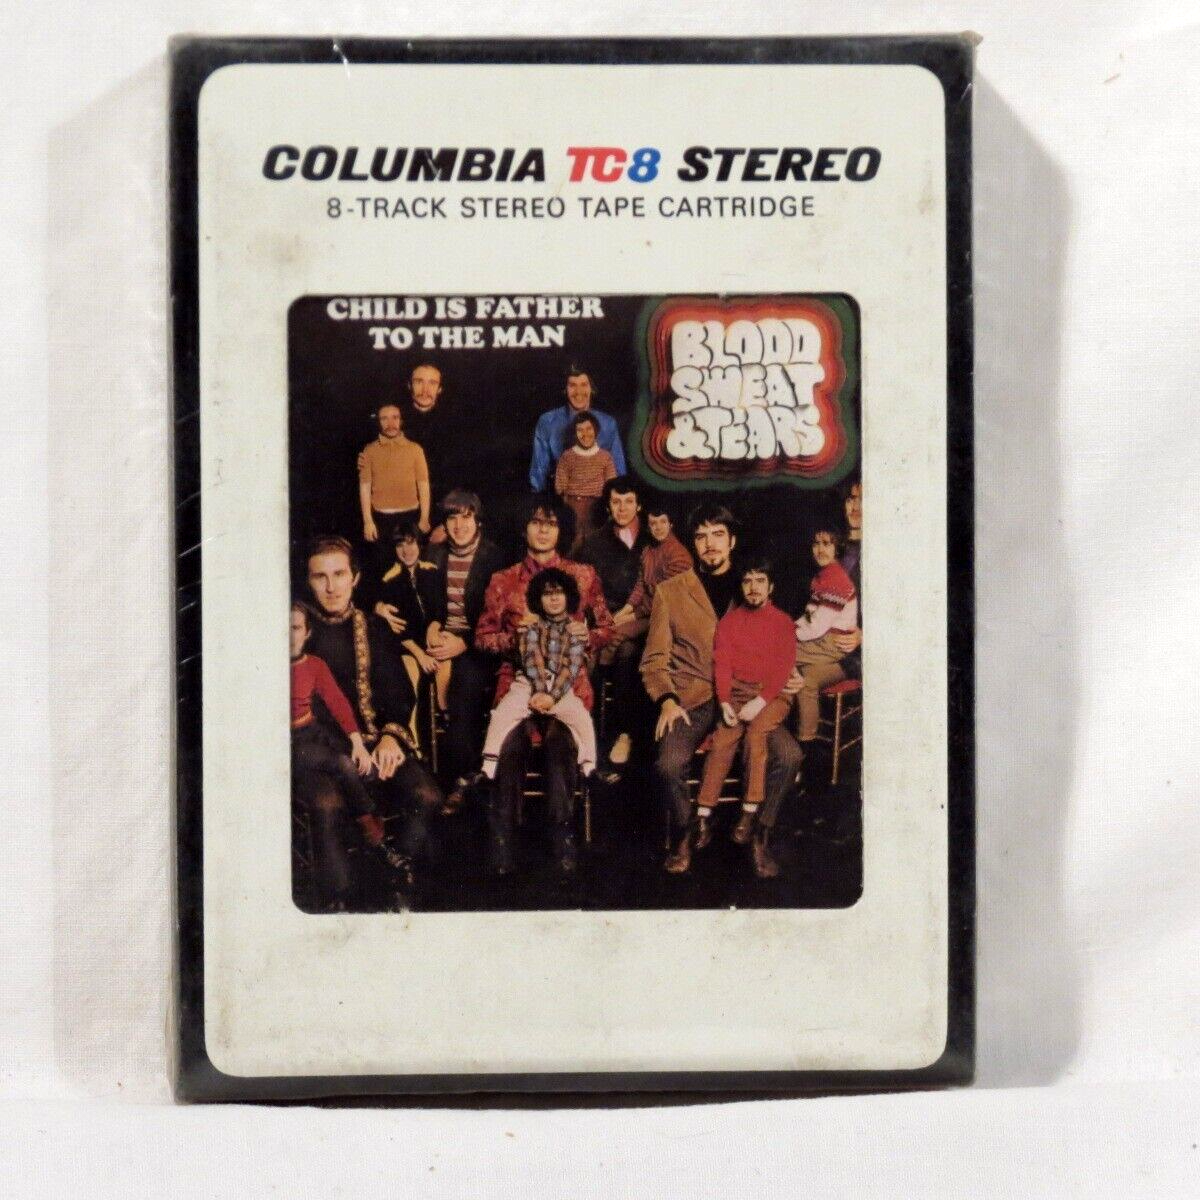 COLUMBIA TC8 STEREO
8-TRACK STEREO TAPE CARTRIDGE
CHILD IS FATHER
TO THE MAN
BLOOD
SWEAT
&TEARS